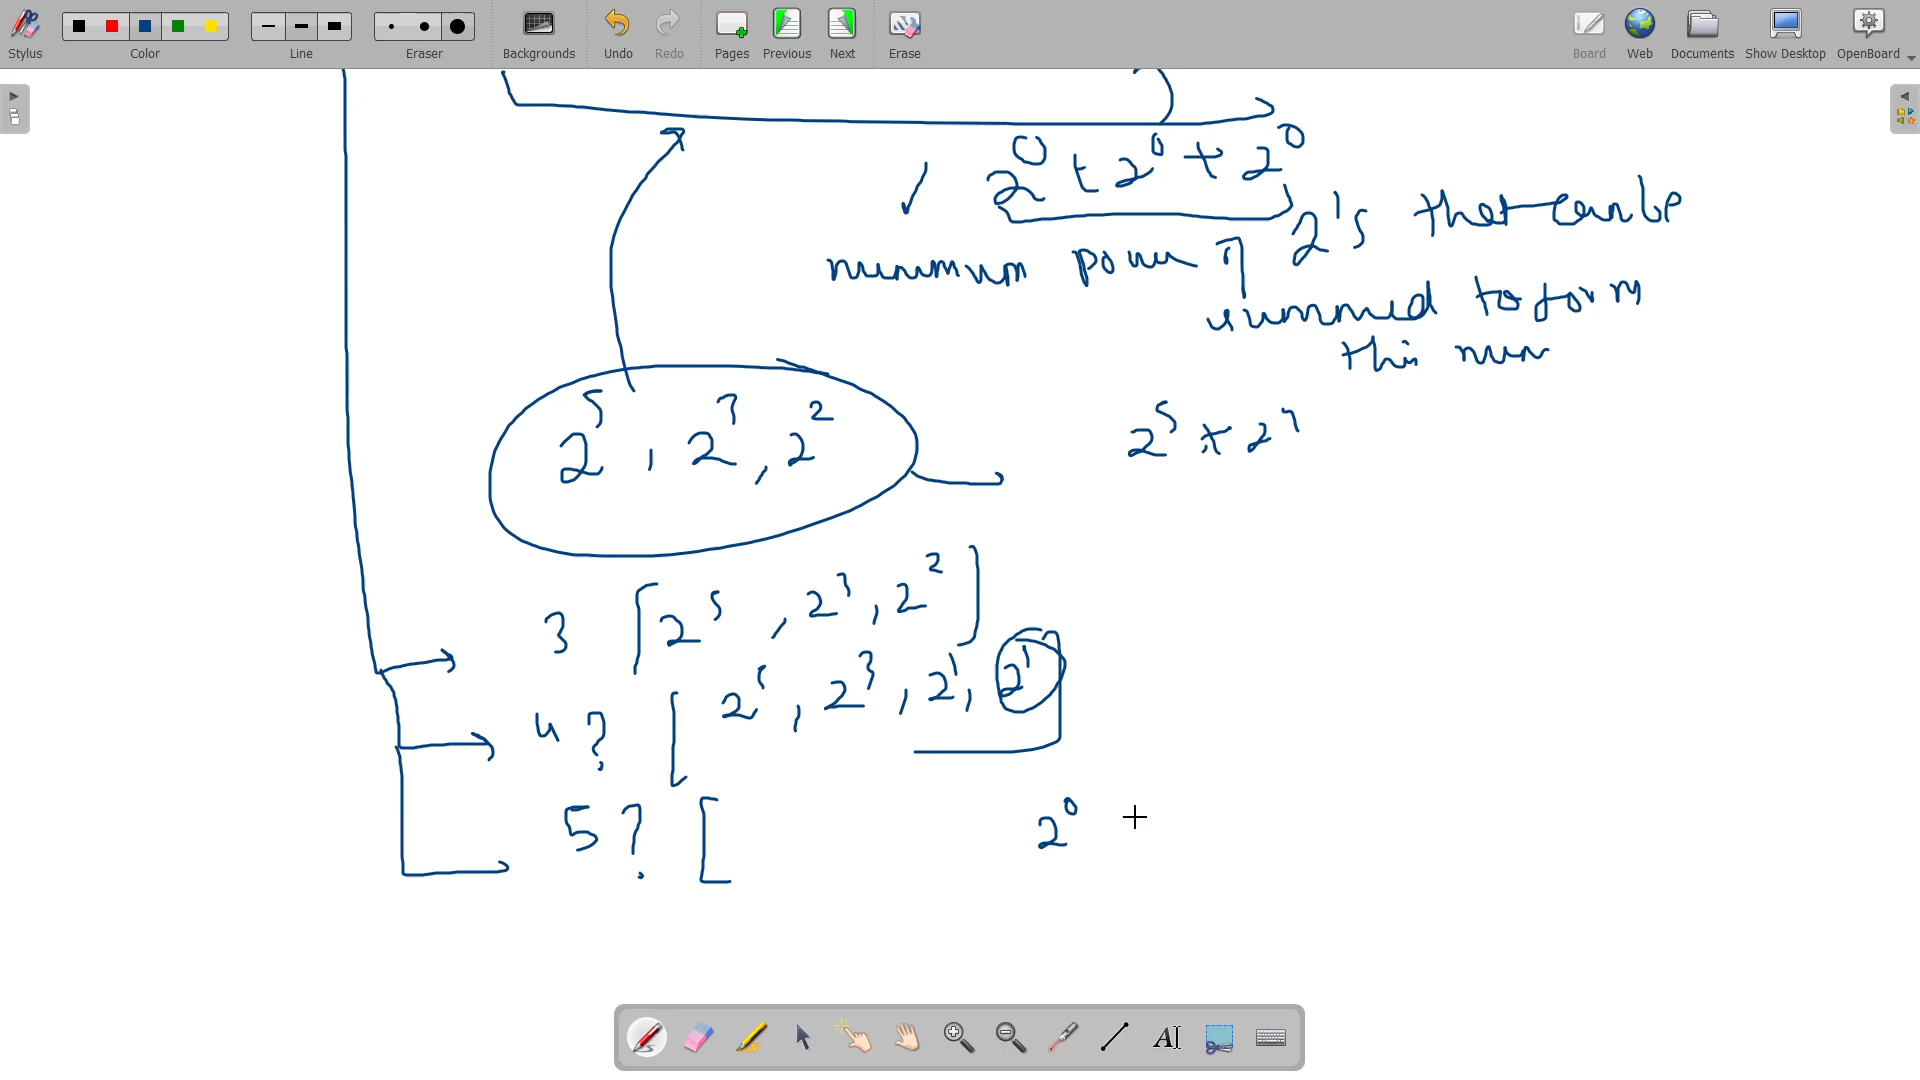 Stylus Color Line Eraser Backgrounds Undo Redo Pages Previous Next Erase Board Web Documents Show Desktop OpenBoard
2⁰ + 2⁰ + 2⁰
minimum power of 2's that can be
summed to form
this num
2⁵ , 2³ , 2²
2⁵ + 2³
3 [2⁵ , 2³ , 2²]
4 ? [ 2⁵ , 2³ , 2¹ , 2¹ ]
5 ? [ 2⁰